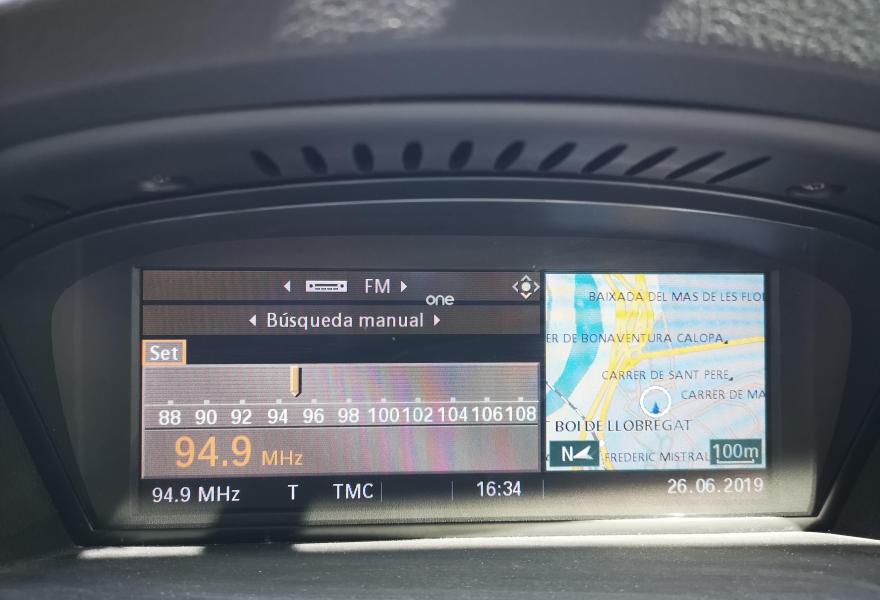 FM
one
Búsqueda manual
Set
88 90 92 94 96 98 100 102 104 106 108
94.9 MHz
BAIXADA DEL MAS DE LES FLO
ER DE BONAVENTURA CALOPA
CARRER DE SANT PERE
CARRER DE MA
BOI DE LLOBREGAT
N
FREDERIC MISTRAL
100m
94.9 MHz T TMC 16:34 26.06.2019